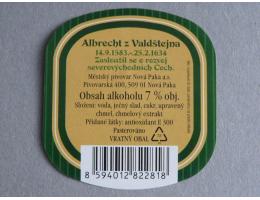 Albrecht z Valdštejna
14.9.1583.-25.2.1634
Zasloužil se o rozvoj
severovýchodních Čech.
Městský pivovar Nová Paka a.s.
Pivovarská 400, 509 01 Nová Paka
Obsah alkoholu 7 % obj.
Složení: voda, ječný slad, cukr, upravený
chmel, chmelový extrakt
Přidané látky: antioxidant E 300
Pasterováno
VRATNÝ OBAL
8 594012 822818